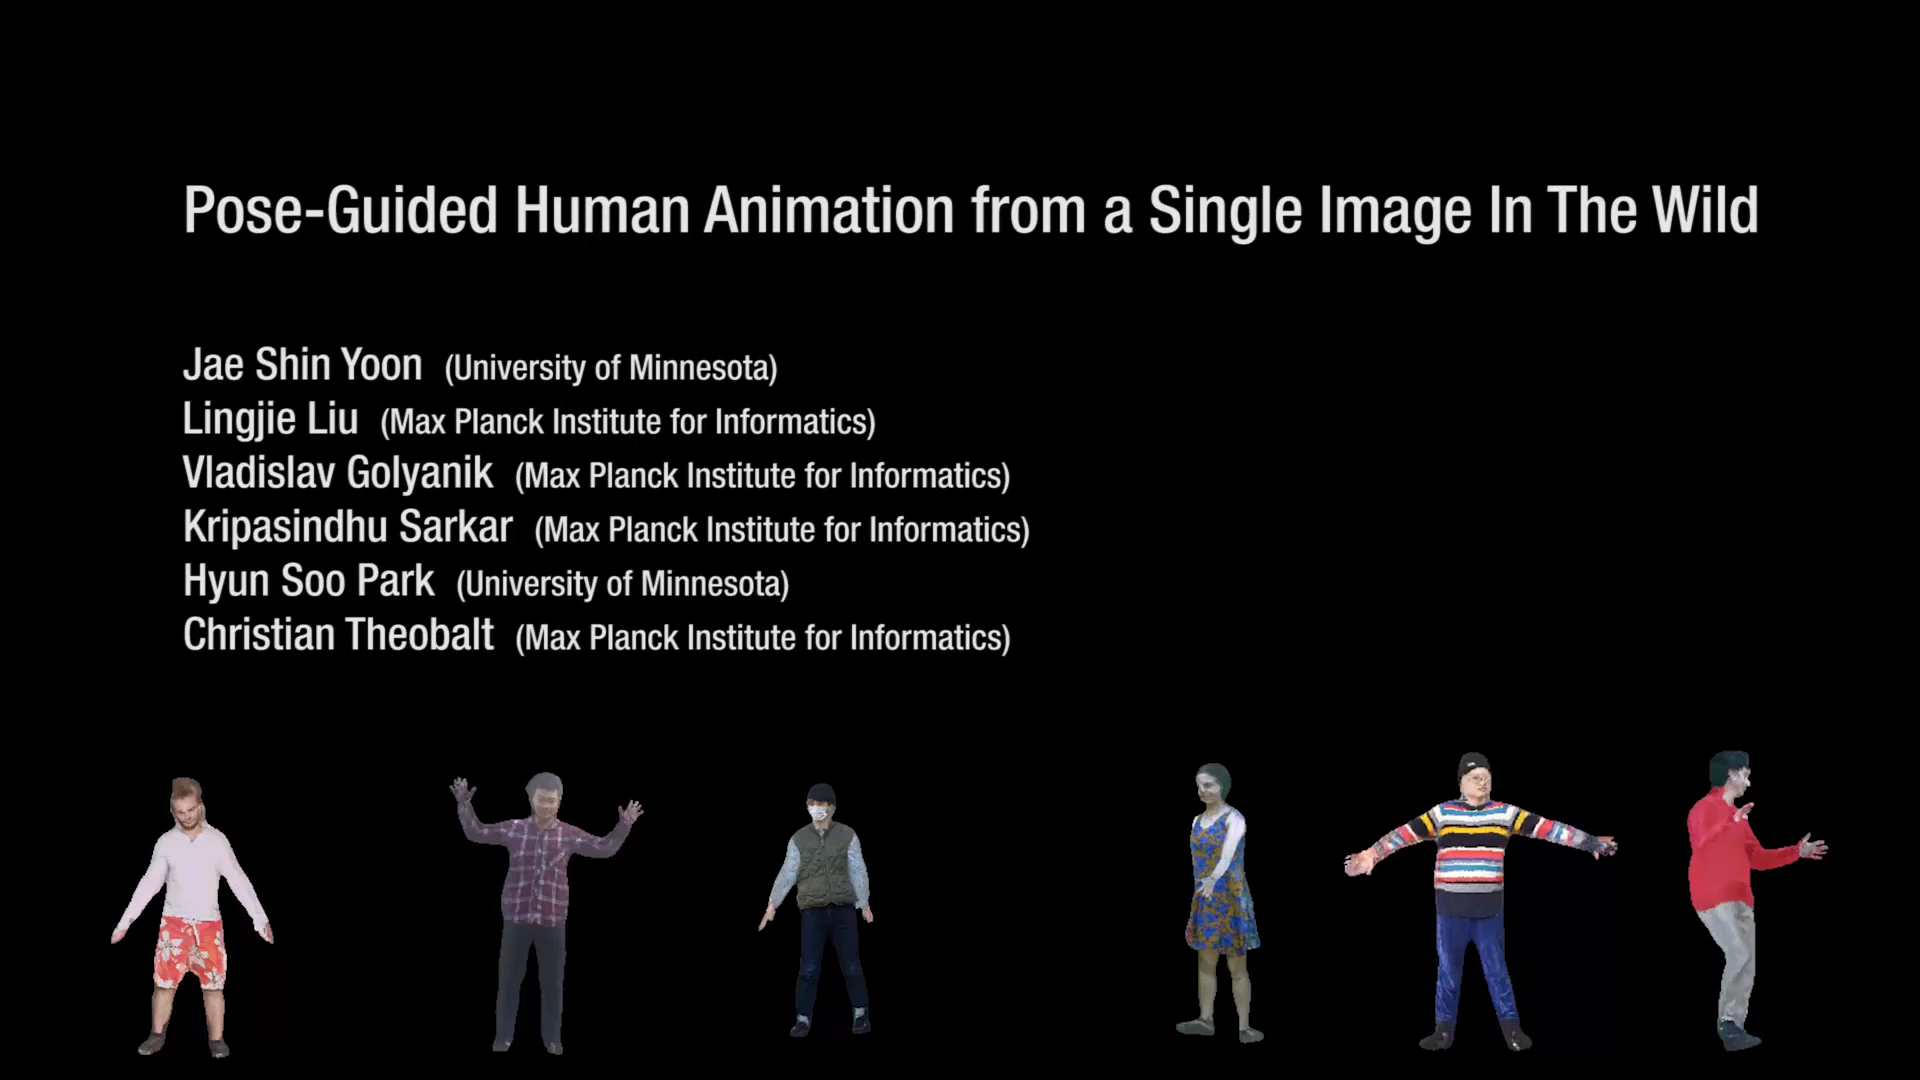 Pose-Guided Human Animation from a Single Image In The Wild
Jae Shin Yoon (University of Minnesota)
Lingjie Liu (Max Planck Institute for Informatics)
Vladislav Golyanik (Max Planck Institute for Informatics)
Kripasindhu Sarkar (Max Planck Institute for Informatics)
Hyun Soo Park (University of Minnesota)
Christian Theobalt (Max Planck Institute for Informatics)